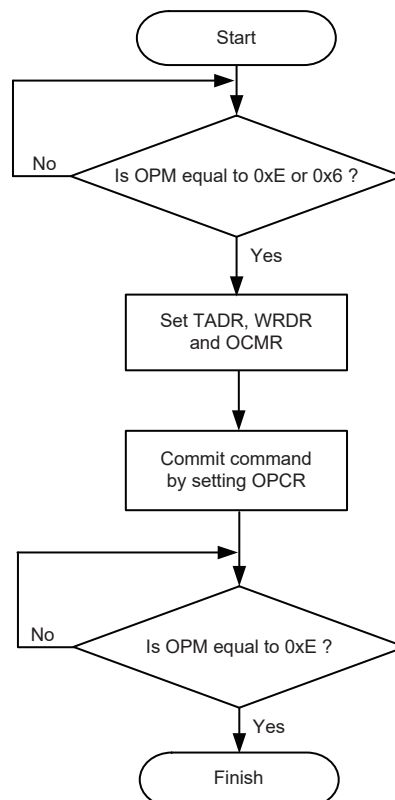 Start
No
Is OPM equal to 0xE or 0x6 ?
Yes
Set TADR, WRDR
and OCMR
Commit command
by setting OPCR
No
Is OPM equal to 0xE ?
Yes
Finish